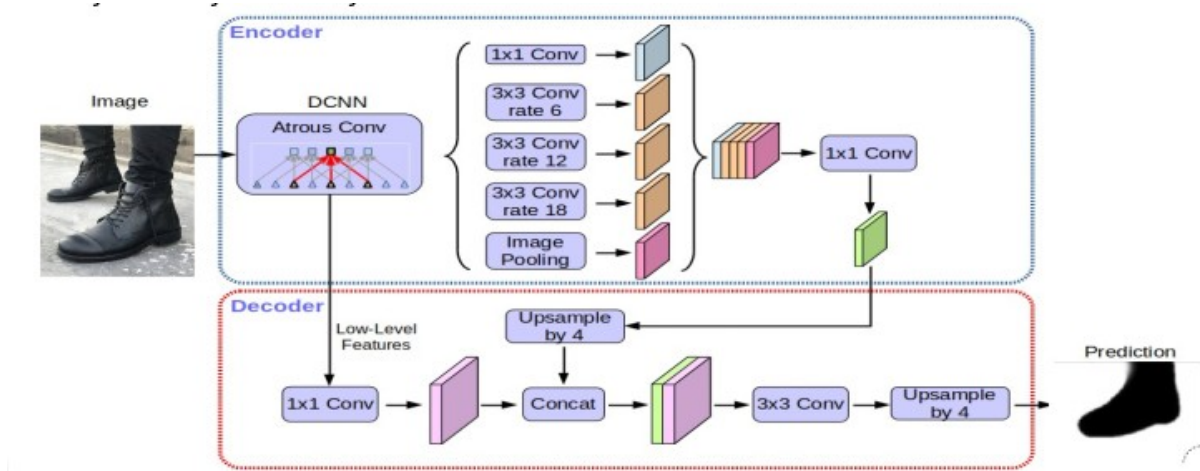 Encoder
Image
DCNN
Atrous Conv
1x1 Conv
3x3 Conv
rate 6
3x3 Conv
rate 12
3x3 Conv
rate 18
Image
Pooling
1x1 Conv
Decoder
Low-Level
Features
Upsample
by 4
1x1 Conv
Concat
3x3 Conv
Upsample
by 4
Prediction